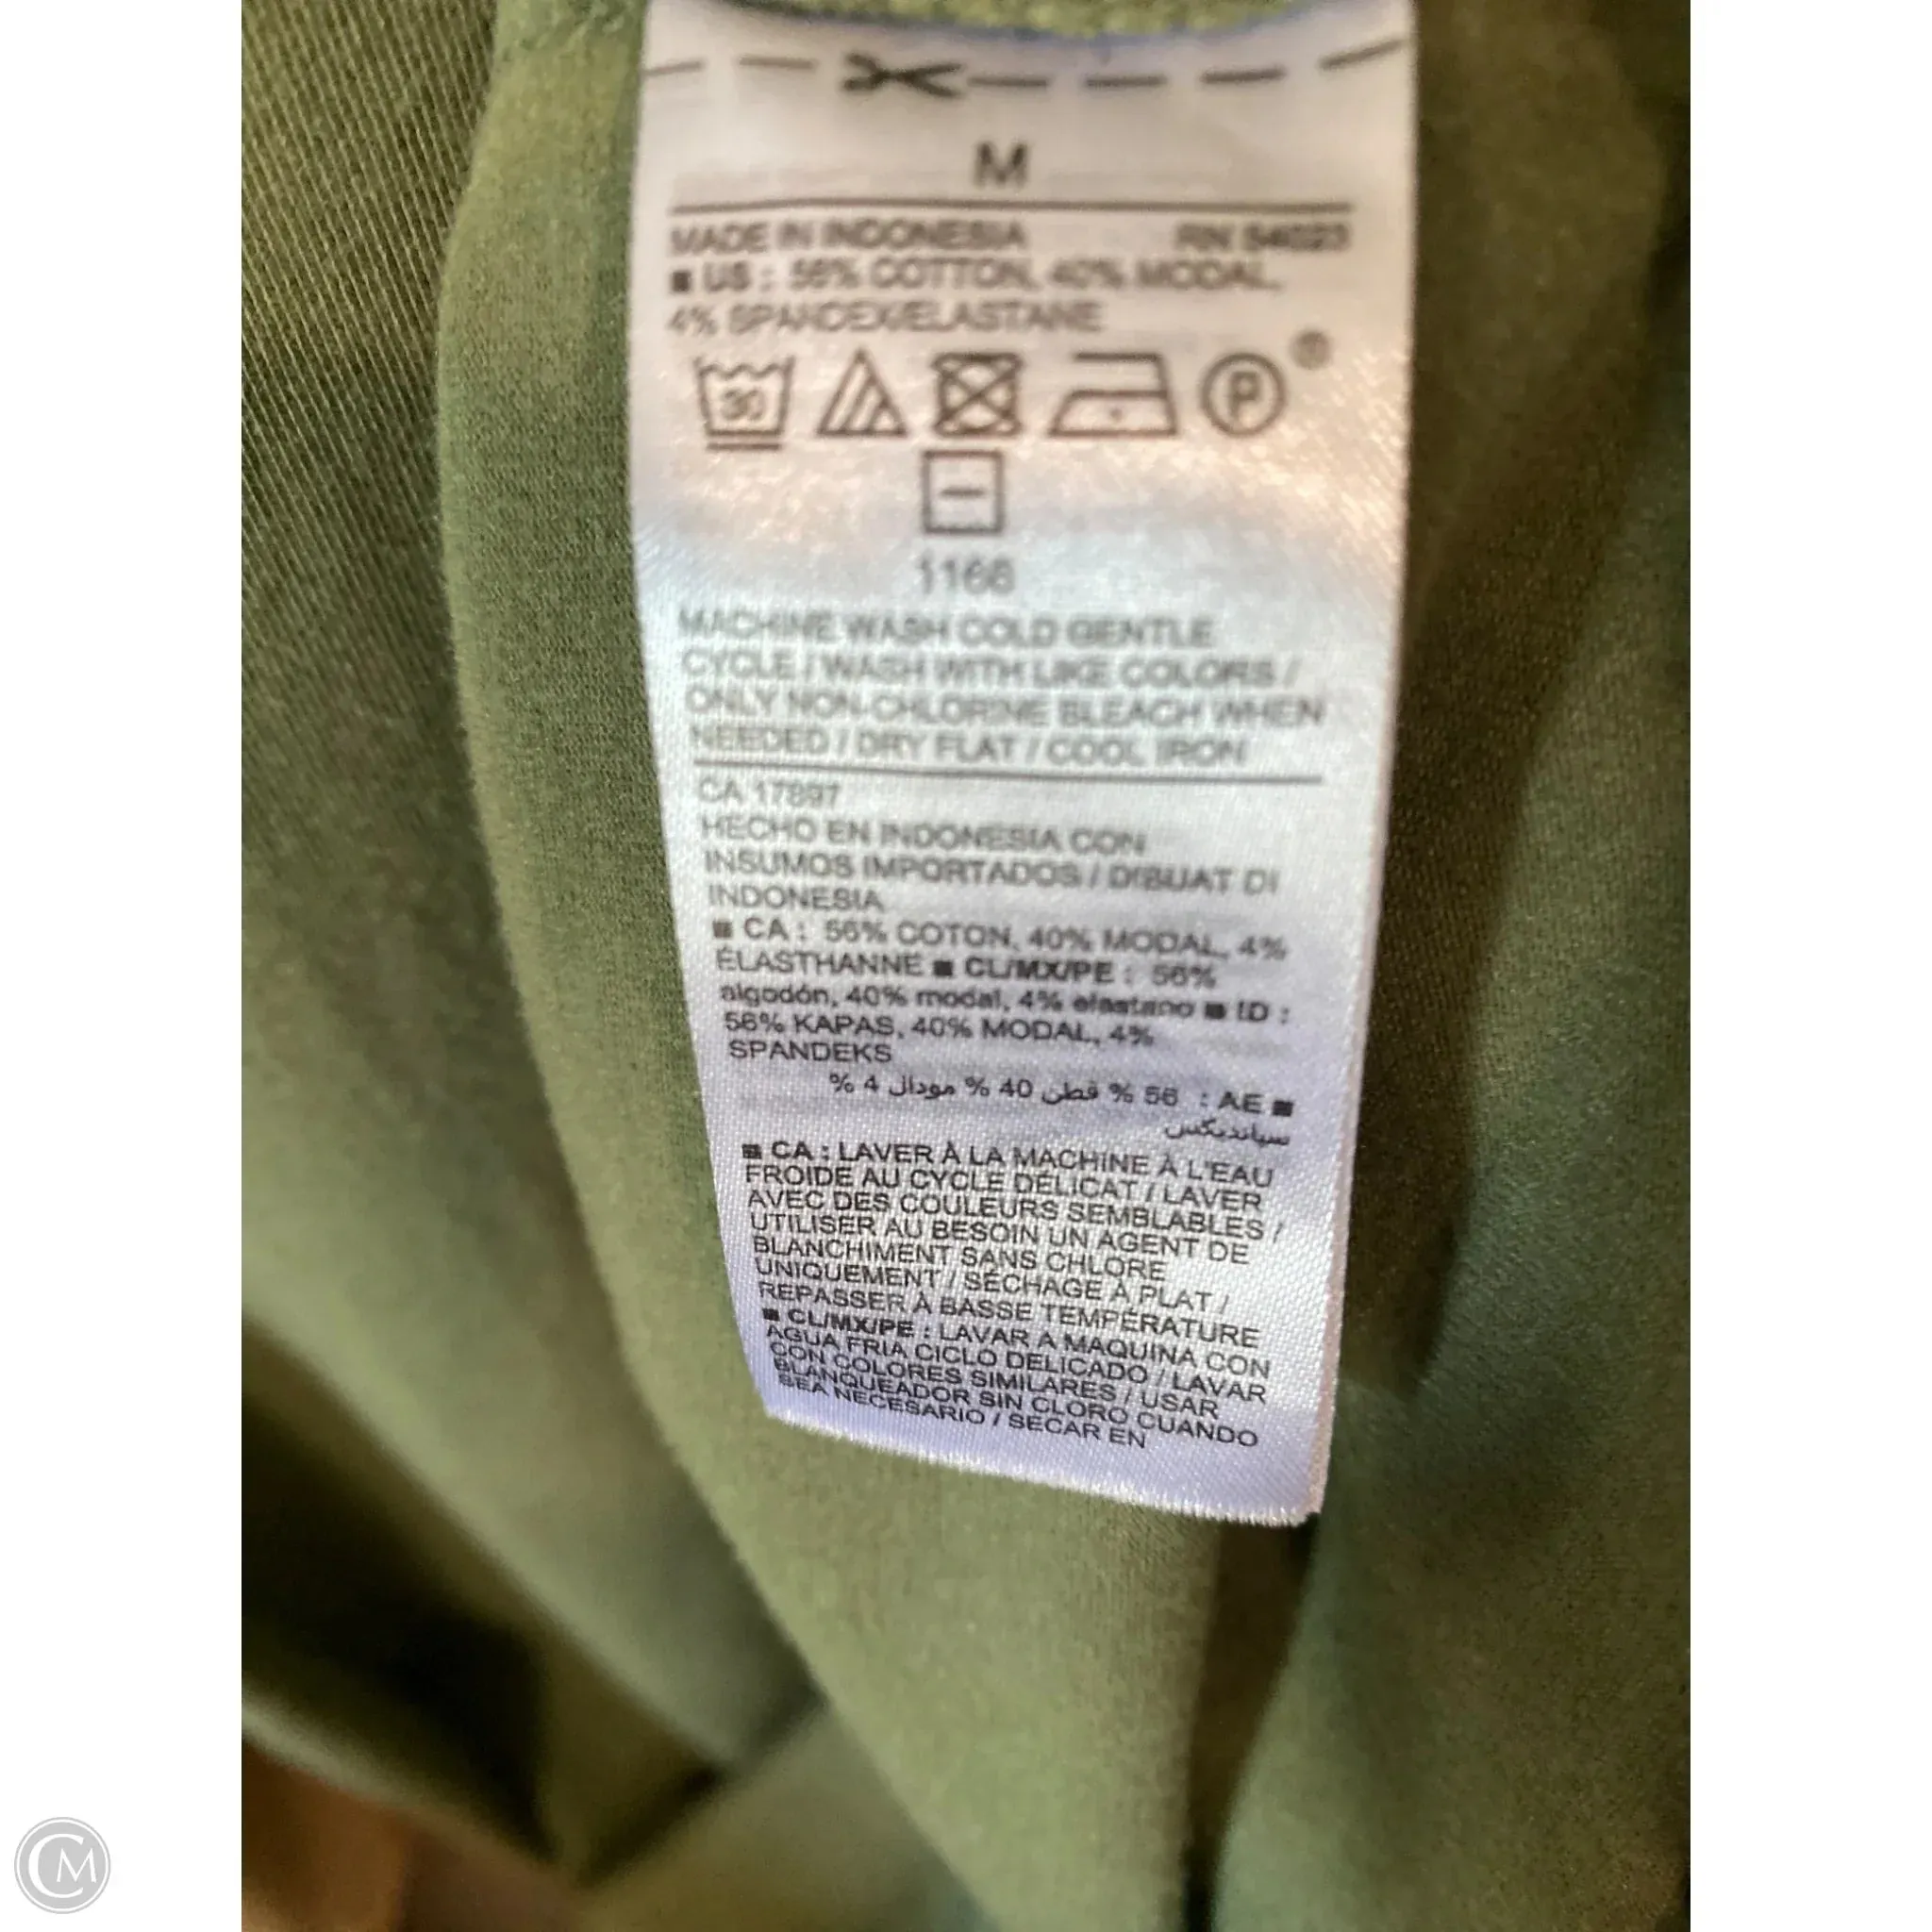 M
MADE IN INDONESIA RN 54023
■ US : 56% COTTON, 40% MODAL,
4% SPANDEX/ELASTANE
30 P ®
1166
MACHINE WASH COLD GENTLE
CYCLE / WASH WITH LIKE COLORS /
ONLY NON-CHLORINE BLEACH WHEN
NEEDED / DRY FLAT / COOL IRON
CA 17897
HECHO EN INDONESIA CON
INSUMOS IMPORTADOS / DIBUAT DI
INDONESIA
■ CA : 56% COTON, 40% MODAL, 4%
ÉLASTHANNE ■ CL/MX/PE : 56%
algodón, 40% modal, 4% elastano ■ ID :
56% KAPAS, 40% MODAL, 4%
SPANDEKS
■ AE : 56 % قطن 40 % مودال 4 %
سباندیکس
■ CA : LAVER À LA MACHINE À L'EAU
FROIDE AU CYCLE DÉLICAT / LAVER
AVEC DES COULEURS SEMBLABLES /
UTILISER AU BESOIN UN AGENT DE
BLANCHIMENT SANS CHLORE
UNIQUEMENT / SÉCHAGE À PLAT /
REPASSER À BASSE TEMPÉRATURE
■ CL/MX/PE : LAVAR A MAQUINA CON
AGUA FRIA CICLO DELICADO / LAVAR
CON COLORES SIMILARES / USAR
BLANQUEADOR SIN CLORO CUANDO
SEA NECESARIO / SECAR EN
CM